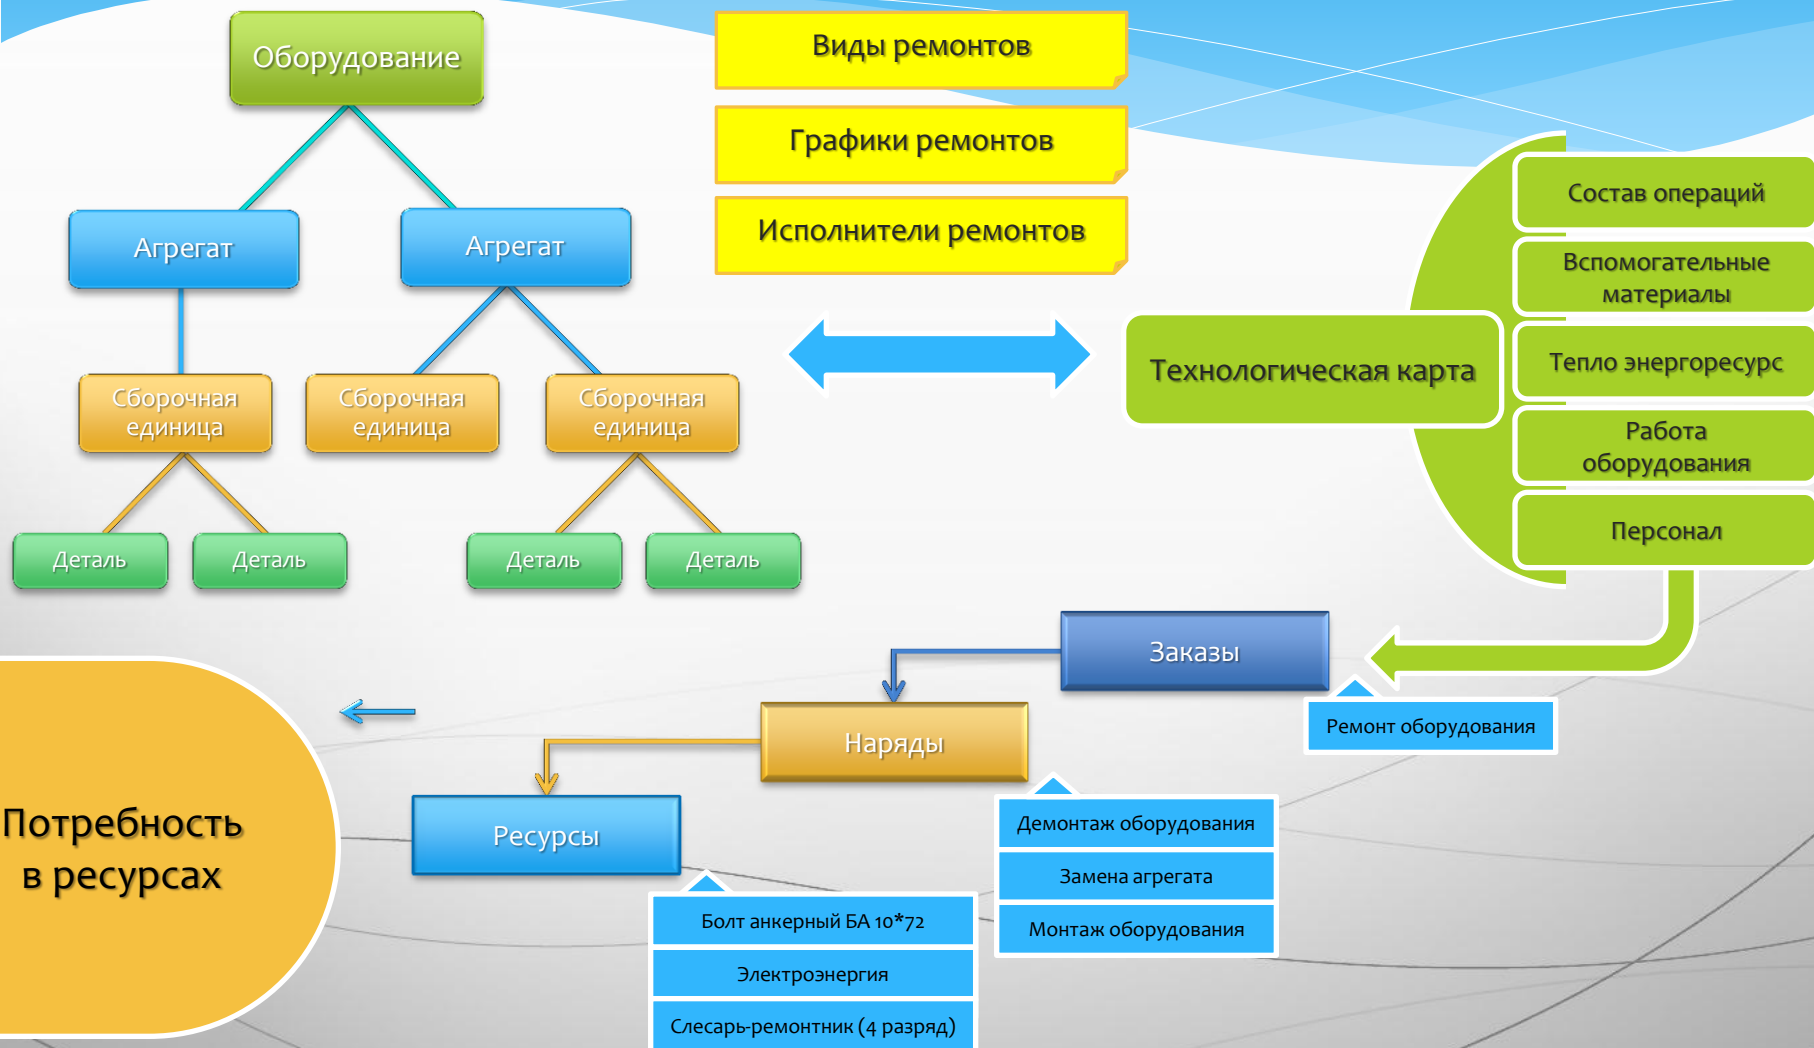 Оборудование
Агрегат
Агрегат
Сборочная
единица
Сборочная
единица
Сборочная
единица
Деталь
Деталь
Деталь
Деталь
Виды ремонтов
Графики ремонтов
Исполнители ремонтов
Технологическая карта
Состав операций
Вспомогательные
материалы
Тепло энергоресурс
Работа
оборудования
Персонал
Заказы
Ремонт оборудования
Наряды
Демонтаж оборудования
Замена агрегата
Монтаж оборудования
Ресурсы
Болт анкерный БА 10*72
Электроэнергия
Слесарь-ремонтник (4 разряд)
Потребность
в ресурсах